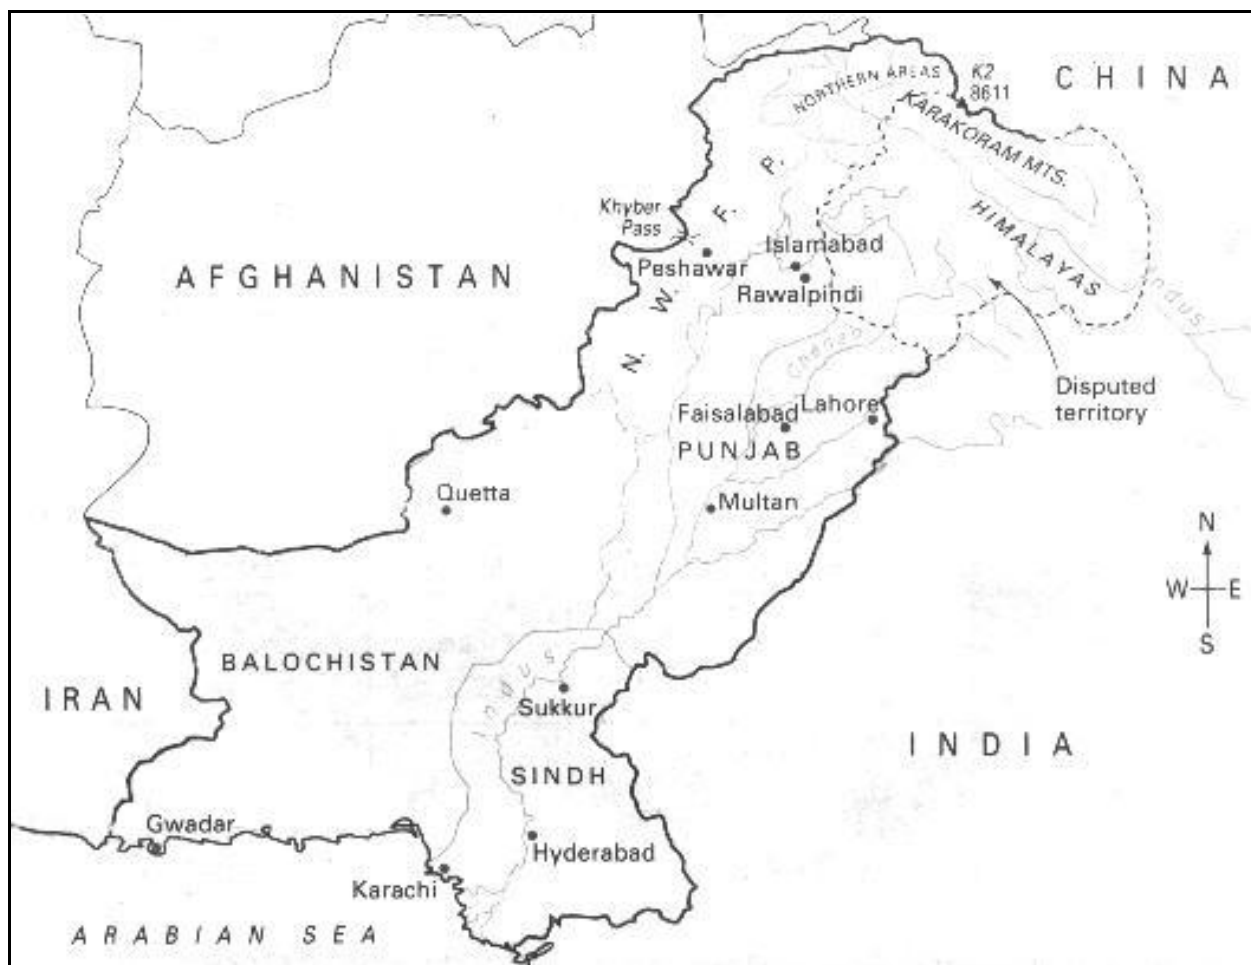 NORTHERN AREAS
K2
8611
CHINA
KARAKORAM MTS.
HIMALAYAS
Khyber
Pass
N. W. F. P.
Islamabad
Peshawar
Rawalpindi
AFGHANISTAN
Indus
Chenab
Disputed
territory
Faisalabad
Lahore
PUNJAB
Quetta
Multan
N
W
E
S
BALOCHISTAN
Indus
IRAN
Sukkur
INDIA
SINDH
Gwadar
Hyderabad
Karachi
ARABIAN SEA